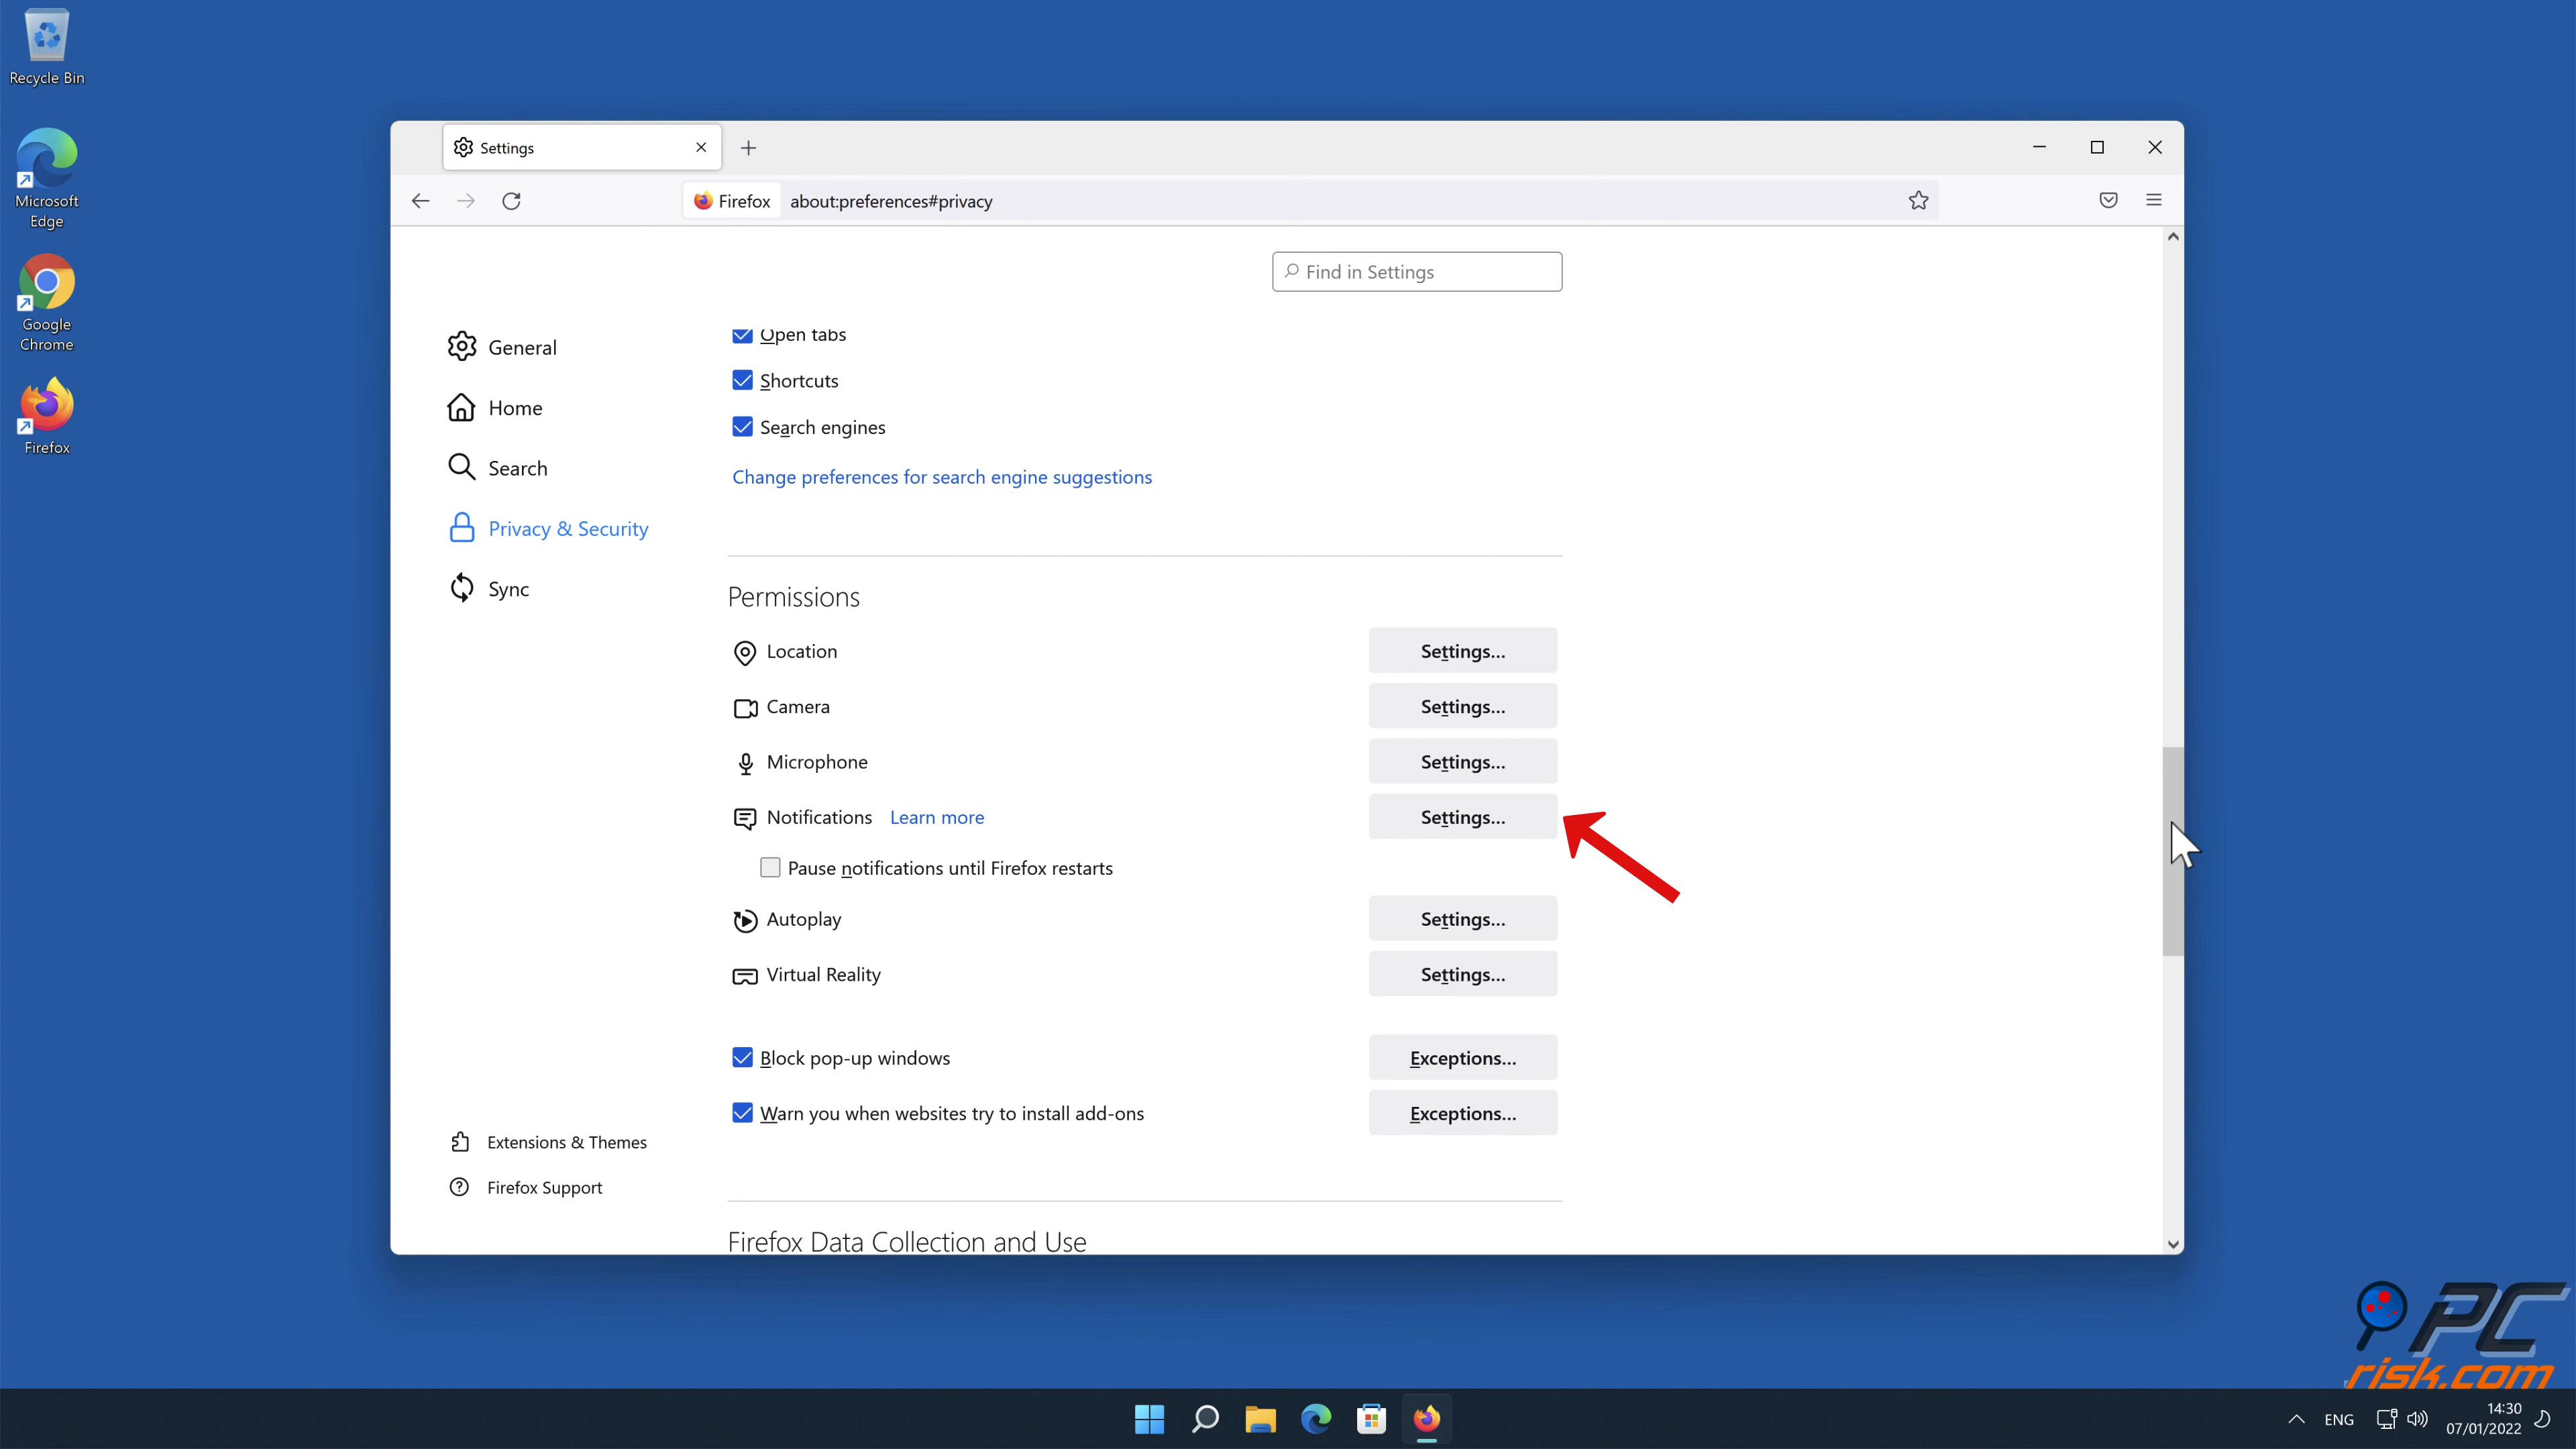 Recycle Bin
Microsoft
Edge
Google
Chrome
Firefox
Settings
Firefox
about:preferences#privacy
Find in Settings
General
Home
Search
Privacy & Security
Sync
Extensions & Themes
Firefox Support
Open tabs
Shortcuts
Search engines
Change preferences for search engine suggestions
Permissions
Location Settings...
Camera Settings...
Microphone Settings...
Notifications Learn more Settings...
Pause notifications until Firefox restarts
Autoplay Settings...
Virtual Reality Settings...
Block pop-up windows Exceptions...
Warn you when websites try to install add-ons Exceptions...
Firefox Data Collection and Use
PC
risk.com
ENG
14:30
07/01/2022